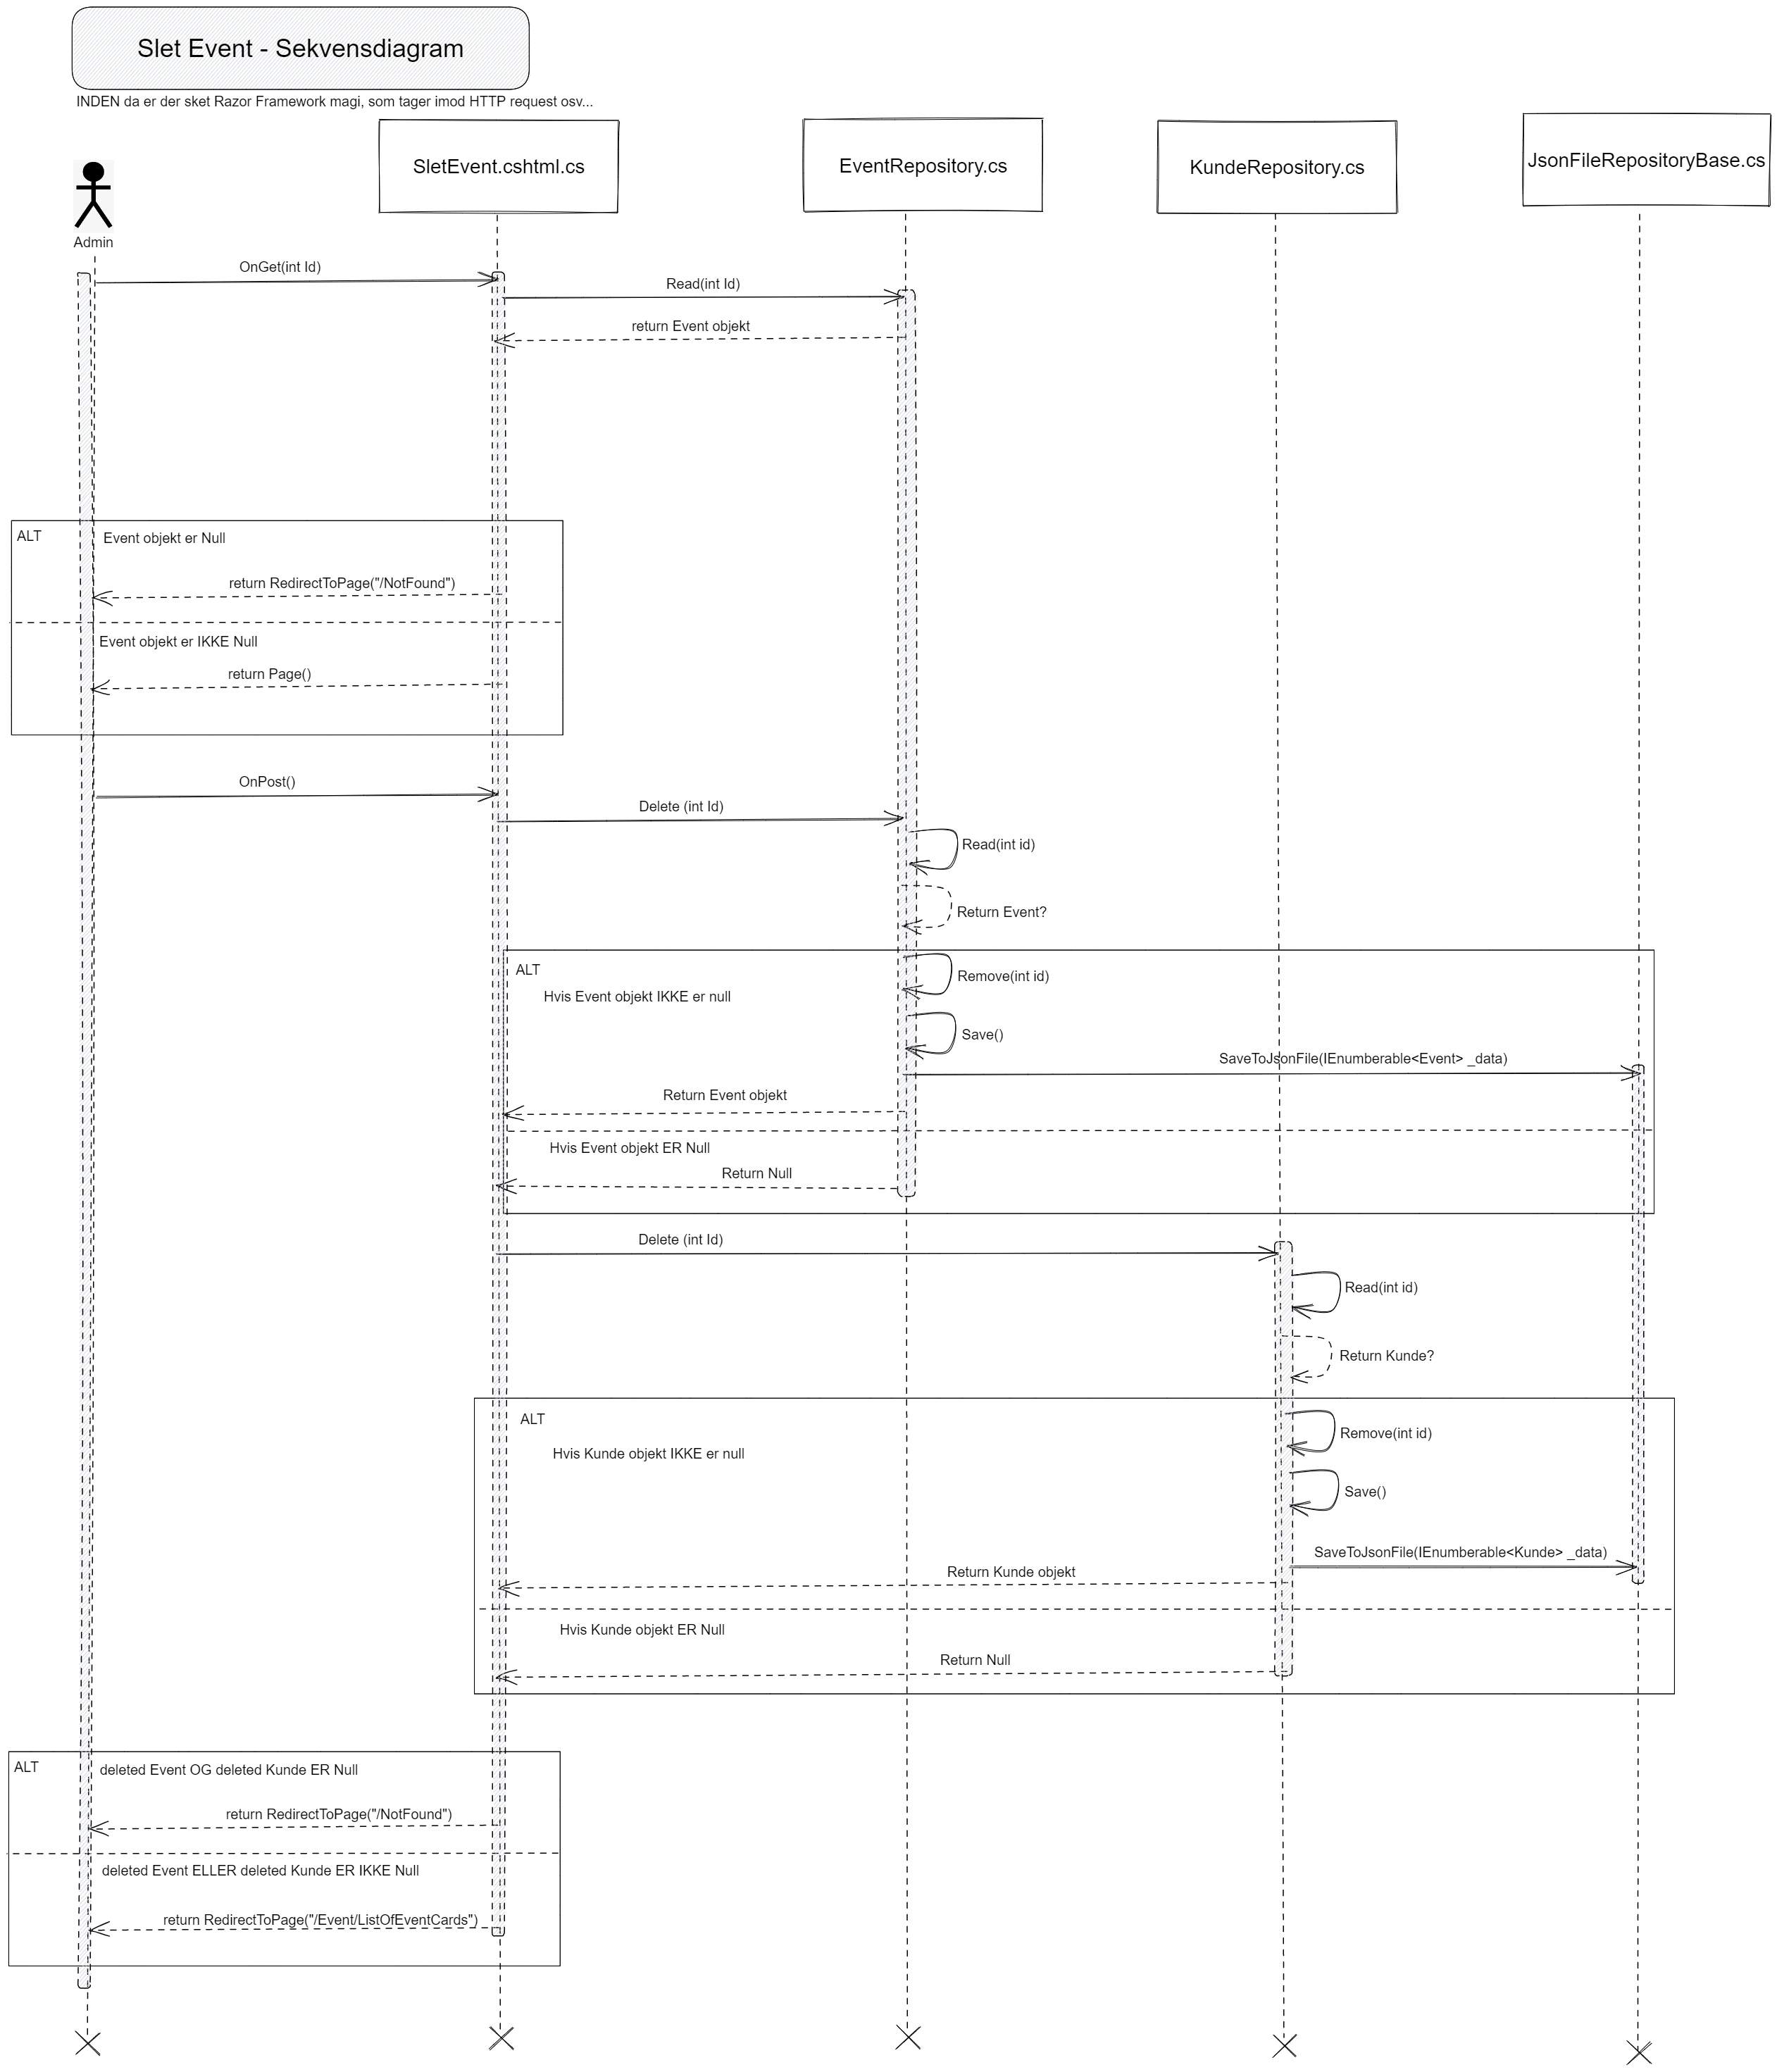 Slet Event - Sekvensdiagram
INDEN da er der sket Razor Framework magi, som tager imod HTTP request osv...
SletEvent.cshtml.cs
EventRepository.cs
KundeRepository.cs
JsonFileRepositoryBase.cs
Admin
OnGet(int Id)
Read(int Id)
return Event objekt
ALT
Event objekt er Null
return RedirectToPage("/NotFound")
Event objekt er IKKE Null
return Page()
OnPost()
Delete (int Id)
Read(int id)
Return Event?
ALT
Remove(int id)
Hvis Event objekt IKKE er null
Save()
SaveToJsonFile(IEnumberable<Event> _data)
Return Event objekt
Hvis Event objekt ER Null
Return Null
Delete (int Id)
Read(int id)
Return Kunde?
ALT
Remove(int id)
Hvis Kunde objekt IKKE er null
Save()
SaveToJsonFile(IEnumberable<Kunde> _data)
Return Kunde objekt
Hvis Kunde objekt ER Null
Return Null
ALT
deleted Event OG deleted Kunde ER Null
return RedirectToPage("/NotFound")
deleted Event ELLER deleted Kunde ER IKKE Null
return RedirectToPage("/Event/ListOfEventCards")